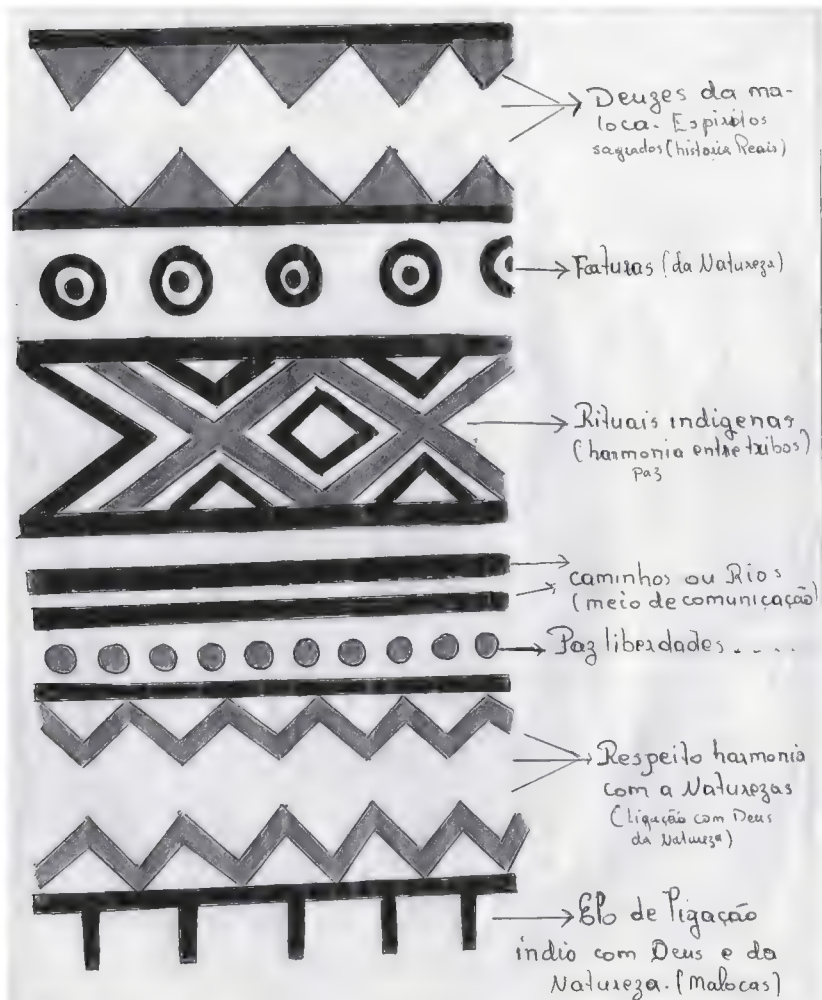 Deuzes da ma-
loca. Espiritos
sagrados (historia Reais)
Faturas (da Natureza)
Rituais indigenas
(harmonia entre tribos)
paz
caminhos ou Rios
(meio de comunicação)
Paz liberdades . . . .
Respeito harmonia
com a Naturezas
(Ligação com Deus
da Natureza)
Elo de ligação
índio com Deus e da
Natureza. (Malocas)